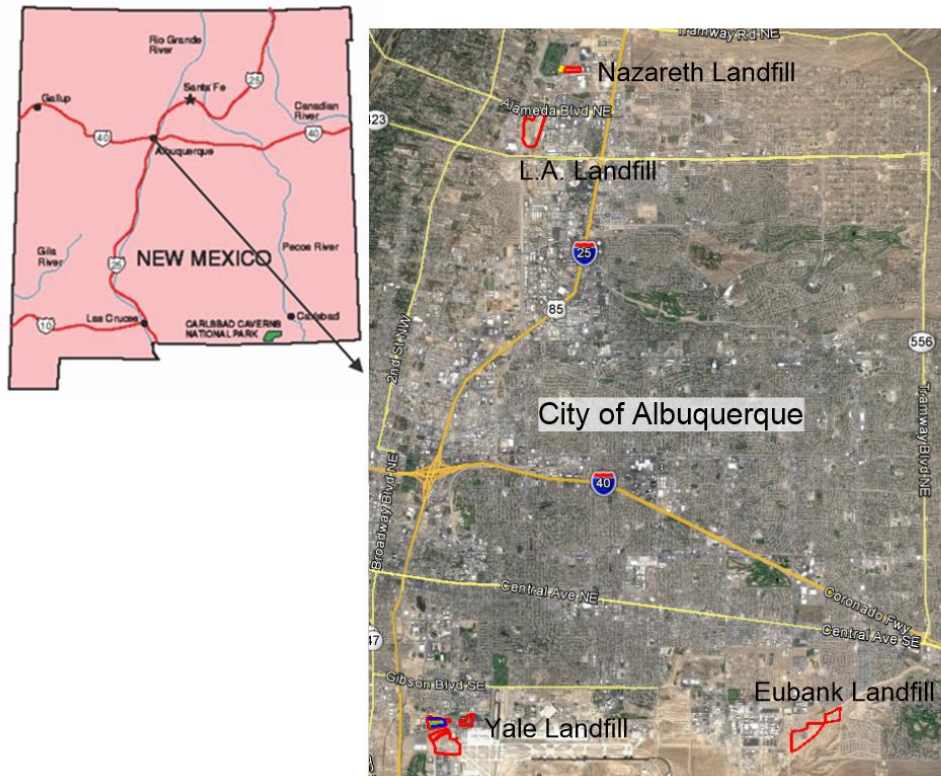 Rio Grande
River
25
Santa Fe
Gallup
Canadian
River
40
40
Albuquerque
Gila
River
25
NEW MEXICO
Pecos River
10
Las Cruces
Carlsbad
CARLSBAD CAVERNS
NATIONAL PARK
Tramway Rd NE
Nazareth Landfill
Alameda Blvd NE
L.A. Landfill
25
85
2nd St NW
556
City of Albuquerque
Tramway Blvd NE
Broadway Blvd NE
40
Central Ave NE
Coronado Fwy
Central Ave SE
47
Gibson Blvd SE
Eubank Landfill
Yale Landfill